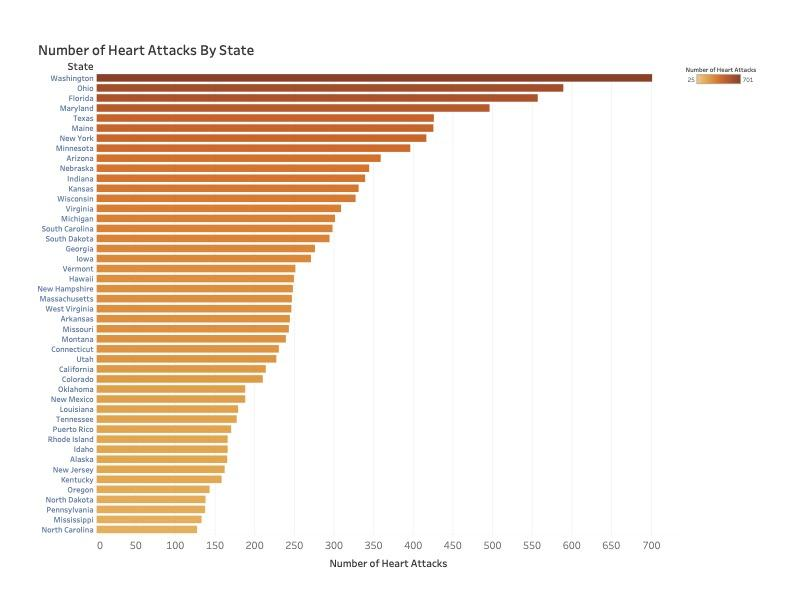 Number of Heart Attacks By State
State
Number of Heart Attacks
25 701
Washington
Ohio
Florida
Maryland
Texas
Maine
New York
Minnesota
Arizona
Nebraska
Indiana
Kansas
Wisconsin
Virginia
Michigan
South Carolina
South Dakota
Georgia
Iowa
Vermont
Hawaii
New Hampshire
Massachusetts
West Virginia
Arkansas
Missouri
Montana
Connecticut
Utah
California
Colorado
Oklahoma
New Mexico
Louisiana
Tennessee
Puerto Rico
Rhode Island
Idaho
Alaska
New Jersey
Kentucky
Oregon
North Dakota
Pennsylvania
Mississippi
North Carolina
0 50 100 150 200 250 300 350 400 450 500 550 600 650 700
Number of Heart Attacks